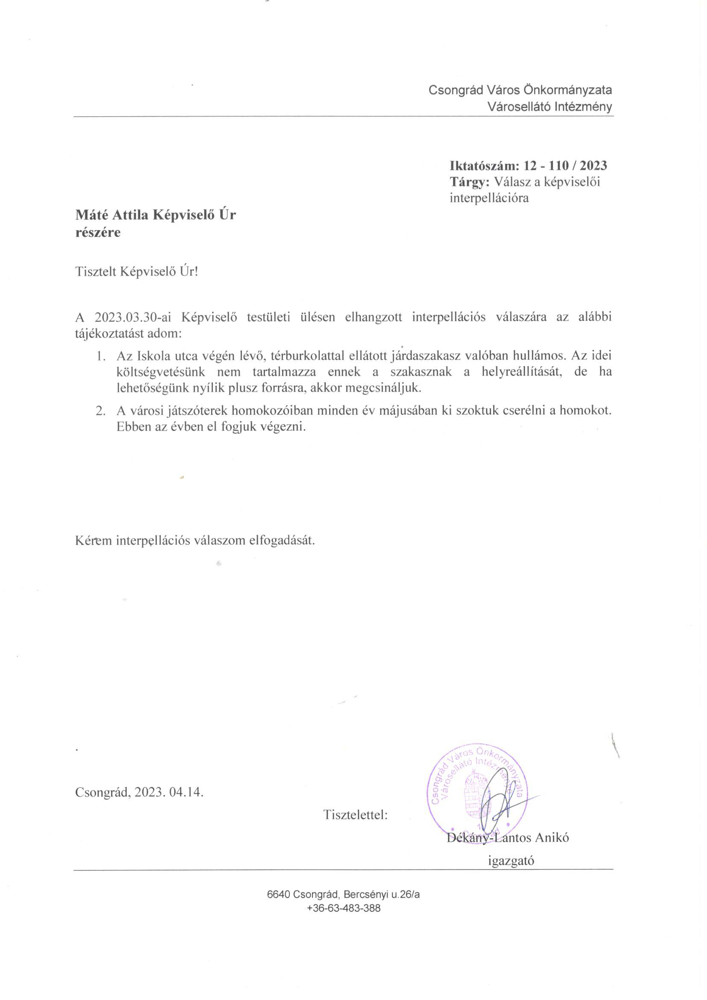 Csongrád Város Önkormányzata
Városellátó Intézmény
Iktatószám: 12 - 110 / 2023
Tárgy: Válasz a képviselői
interpellációra
Máté Attila Képviselő Úr
részére
Tisztelt Képviselő Úr!
A 2023.03.30-ai Képviselő testületi ülésen elhangzott interpellációs válaszára az alábbi
tájékoztatást adom:
1. Az Iskola utca végén lévő, térburkolattal ellátott járdaszakasz valóban hullámos. Az idei
költségvetésünk nem tartalmazza ennek a szakasznak a helyreállítását, de ha
lehetőségünk nyílik plusz forrásra, akkor megcsináljuk.
2. A városi játszóterek homokozóiban minden év májusában ki szoktuk cserélni a homokot.
Ebben az évben el fogjuk végezni.
Kérem interpellációs válaszom elfogadását.
Csongrád, 2023. 04.14.
Tisztelettel:
Csongrád Város Önkormányzata
Városellátó Intézménye
1.
Csongrád
Dékány-Lantos Anikó
igazgató
6640 Csongrád, Bercsényi u.26/a
+36-63-483-388